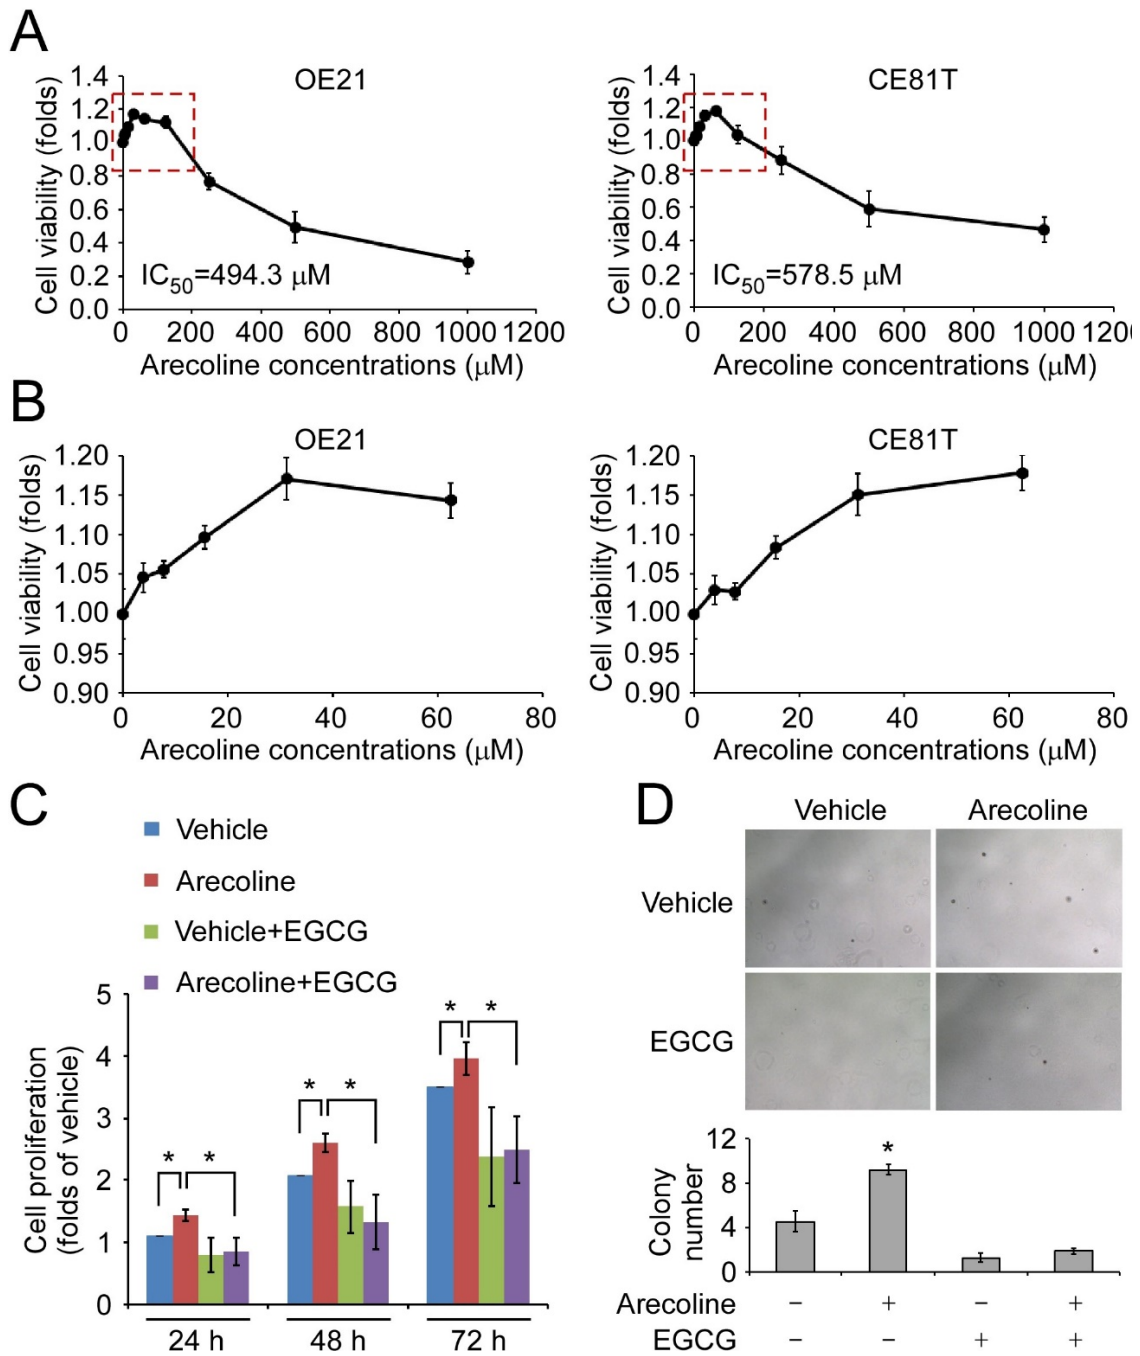 A
OE21
Cell viability (folds)
1.4
1.2
1.0
0.8
0.6
0.4
0.2
0.0
IC50=494.3 μM
0 200 400 600 800 1000 1200
Arecoline concentrations (μM)
CE81T
Cell viability (folds)
1.4
1.2
1.0
0.8
0.6
0.4
0.2
0.0
IC50=578.5 μM
0 200 400 600 800 1000 120
Arecoline concentrations (μM)
B
OE21
Cell viability (folds)
1.20
1.15
1.10
1.05
1.00
0.95
0.90
0 20 40 60 80
Arecoline concentrations (μM)
CE81T
Cell viability (folds)
1.20
1.15
1.10
1.05
1.00
0.95
0.90
0 20 40 60 80
Arecoline concentrations (μM)
C
Vehicle
Arecoline
Vehicle+EGCG
Arecoline+EGCG
Cell proliferation
(folds of vehicle)
5
4
3
2
1
0
* *
* *
* *
24 h 48 h 72 h
D
Vehicle Arecoline
Vehicle
EGCG
Colony
number
12
8
4
0
*
Arecoline − + − +
EGCG − − + +